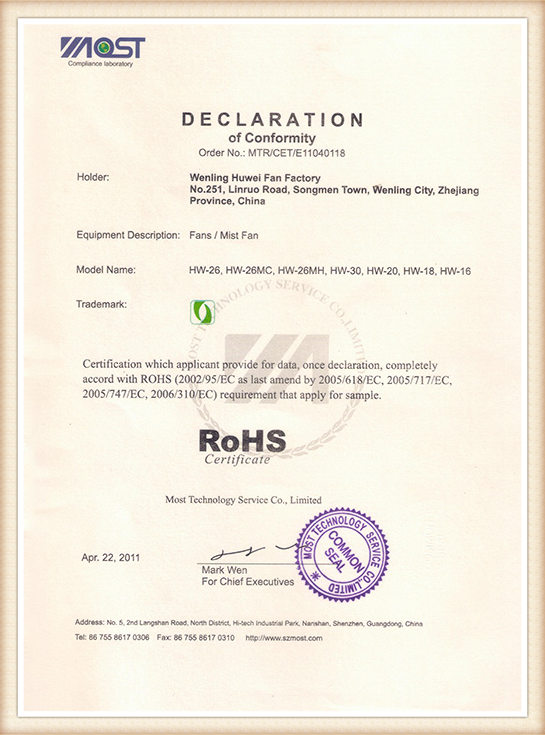 MOST
Compliance laboratory
DECLARATION
of Conformity
Order No.: MTR/CET/E11040118
Holder: Wenling Huwei Fan Factory
No.251, Linruo Road, Songmen Town, Wenling City, Zhejiang
Province, China
Equipment Description: Fans / Mist Fan
Model Name: HW-26, HW-26MC, HW-26MH, HW-30, HW-20, HW-18, HW-16
Trademark:
MOST TECHNOLOGY SERVICE CO.,LIMITED
Certification which applicant provide for data, once declaration, completely
accord with ROHS (2002/95/EC as last amend by 2005/618/EC, 2005/717/EC,
2005/747/EC, 2006/310/EC) requirement that apply for sample.
RoHS
Certificate
Most Technology Service Co., Limited
MOST TECHNOLOGY SERVICE CO.,LIMITED
COMMON
SEAL
Apr. 22, 2011
Mark Wen
For Chief Executives
Address: No. 5, 2nd Langshan Road, North District, Hi-tech Industrial Park, Nanshan, Shenzhen, Guangdong, China
Tel: 86 755 8617 0306 Fax: 86 755 8617 0310 http://www.szmost.com